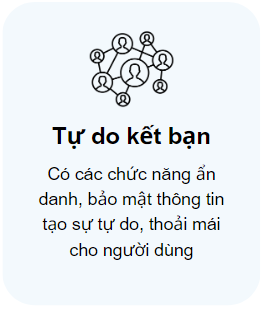 Tự do kết bạn
Có các chức năng ẩn
danh, bảo mật thông tin
tạo sự tự do, thoải mái
cho người dùng